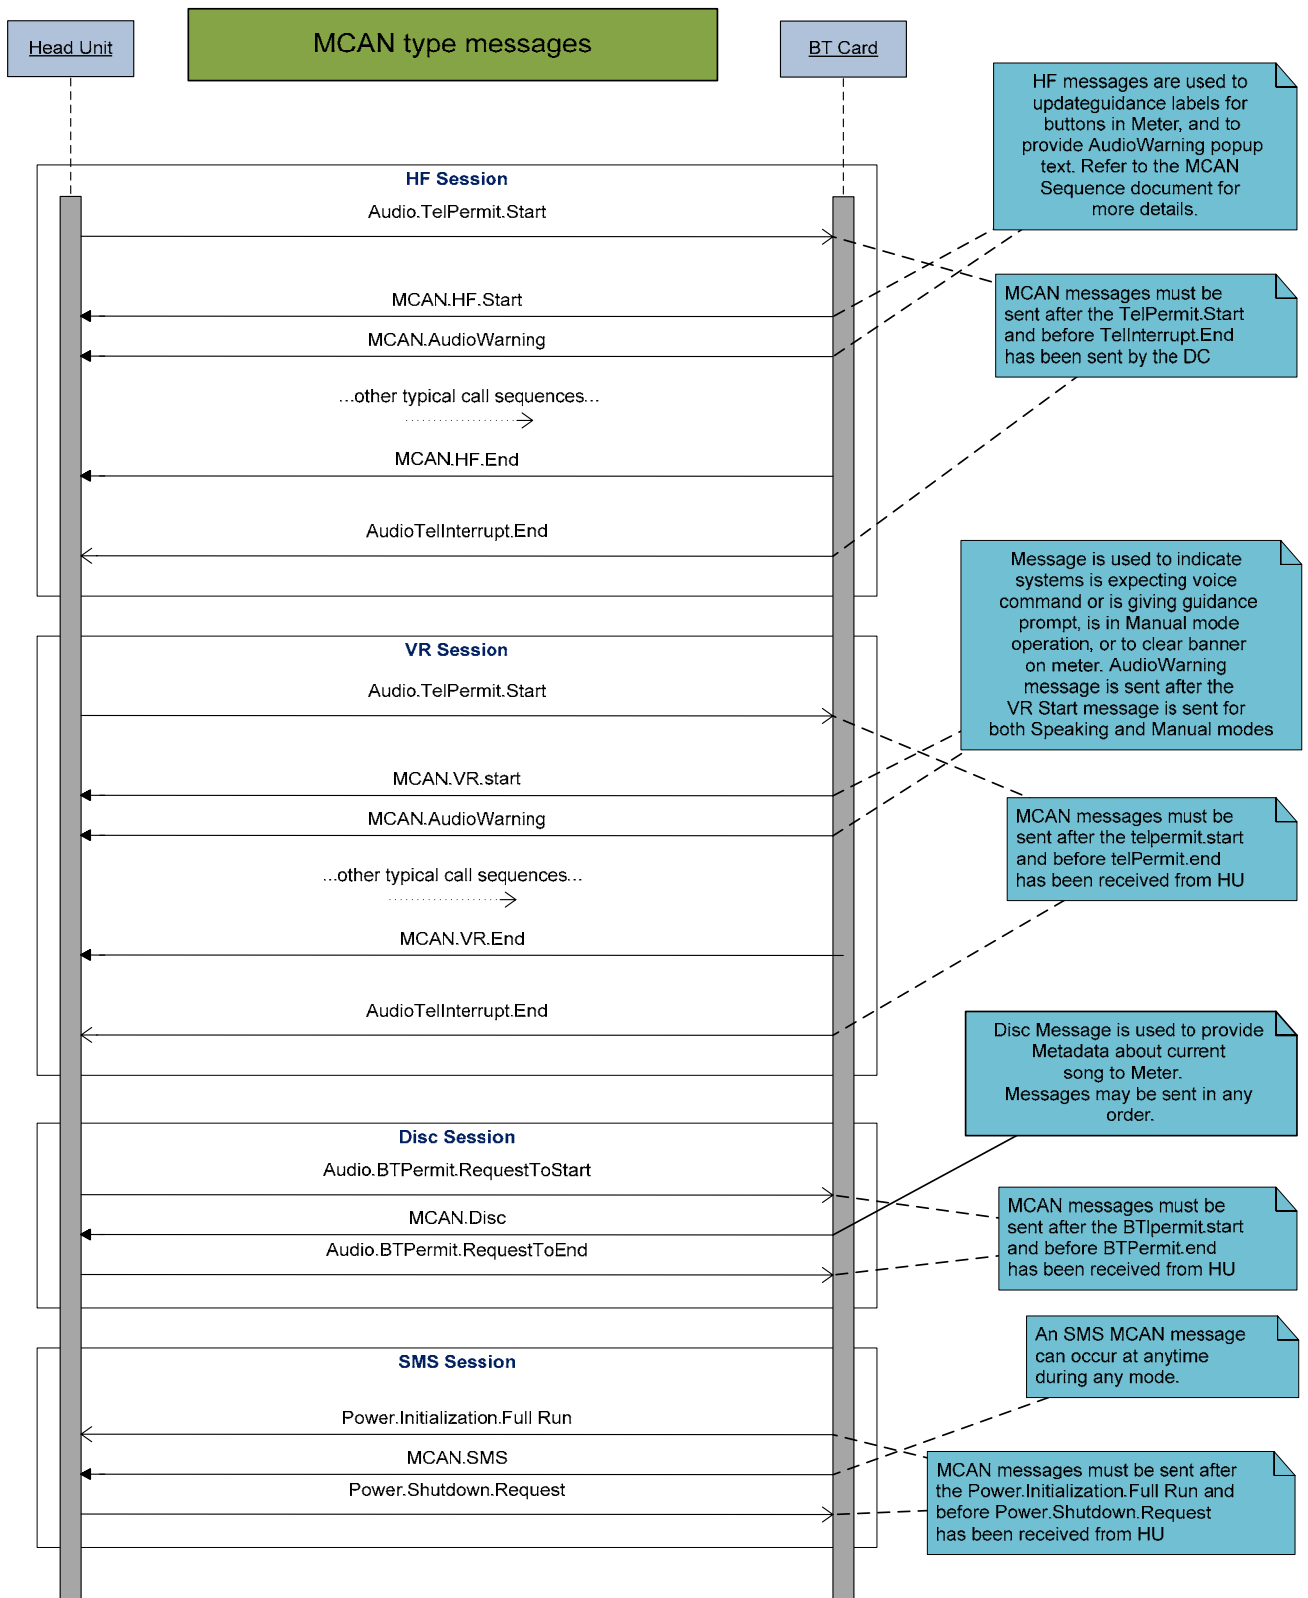 Head Unit
MCAN type messages
BT Card
HF messages are used to
updateguidance labels for
buttons in Meter, and to
provide AudioWarning popup
text. Refer to the MCAN
Sequence document for
more details.
HF Session
Audio.TelPermit.Start
MCAN messages must be
sent after the TelPermit.Start
and before TelInterrupt.End
has been sent by the DC
MCAN.HF.Start
MCAN.AudioWarning
...other typical call sequences...
MCAN.HF.End
AudioTelInterrupt.End
Message is used to indicate
systems is expecting voice
command or is giving guidance
prompt, is in Manual mode
operation, or to clear banner
on meter. AudioWarning
message is sent after the
VR Start message is sent for
both Speaking and Manual modes
VR Session
Audio.TelPermit.Start
MCAN.VR.start
MCAN.AudioWarning
MCAN messages must be
sent after the telpermit.start
and before telPermit.end
has been received from HU
...other typical call sequences...
MCAN.VR.End
AudioTelInterrupt.End
Disc Message is used to provide
Metadata about current
song to Meter.
Messages may be sent in any
order.
Disc Session
Audio.BTPermit.RequestToStart
MCAN.Disc
Audio.BTPermit.RequestToEnd
MCAN messages must be
sent after the BTlpermit.start
and before BTPermit.end
has been received from HU
An SMS MCAN message
can occur at anytime
during any mode.
SMS Session
Power.Initialization.Full Run
MCAN.SMS
Power.Shutdown.Request
MCAN messages must be sent after
the Power.Initialization.Full Run and
before Power.Shutdown.Request
has been received from HU